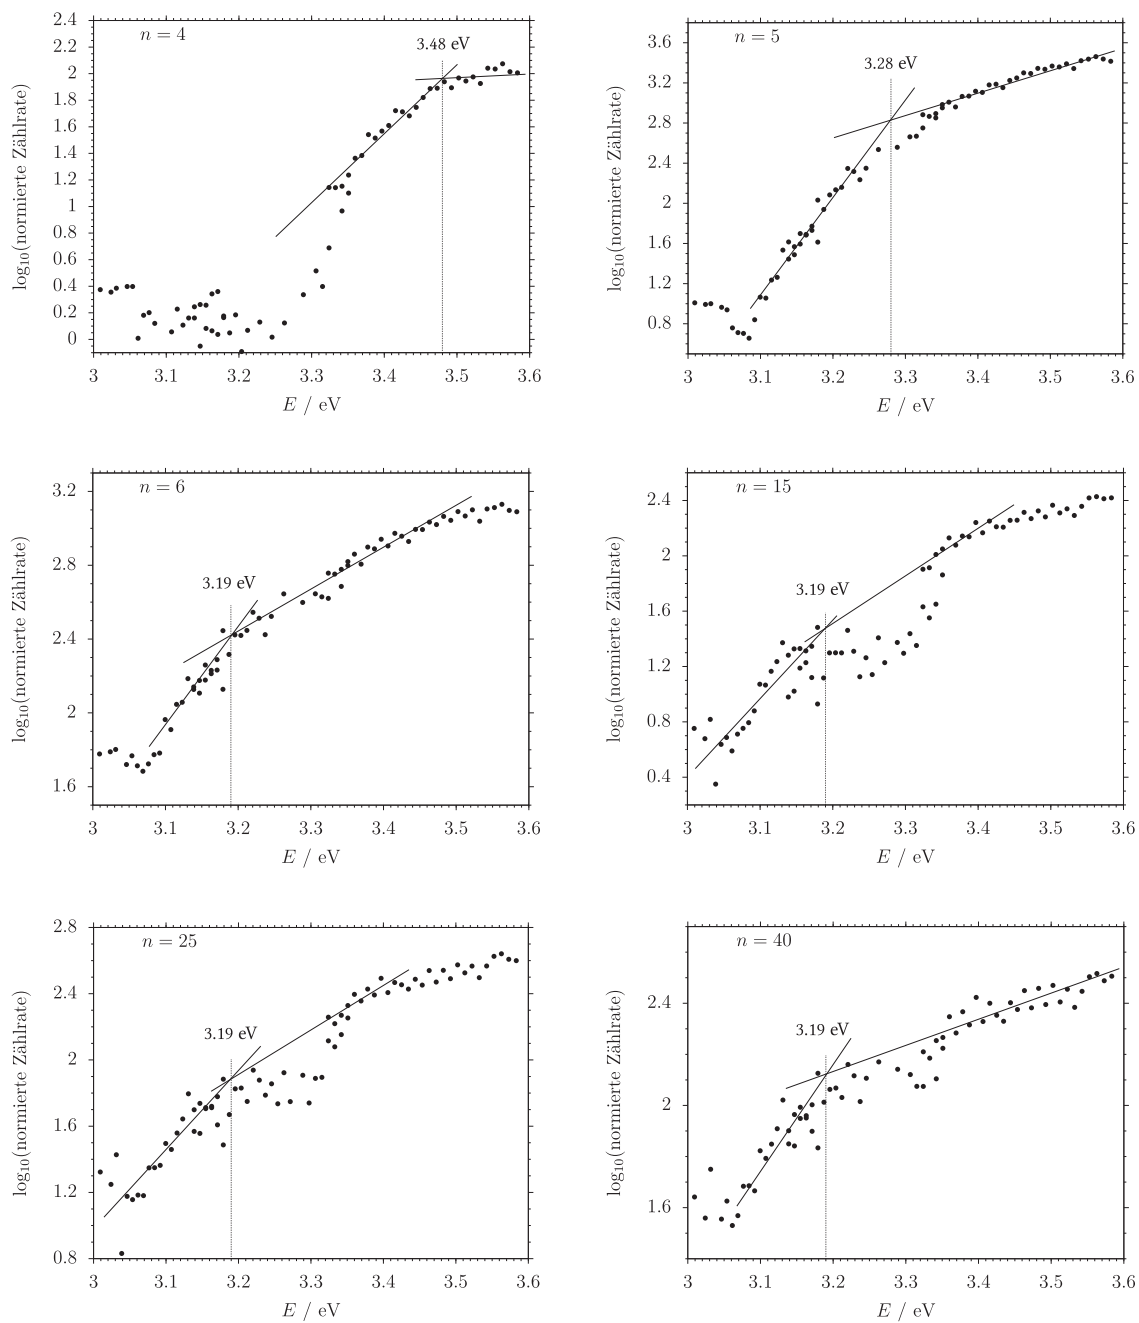 n = 4
3.48 eV
log10(normierte Zählrate)
2.4
2.2
2
1.8
1.6
1.4
1.2
1
0.8
0.6
0.4
0.2
0
3 3.1 3.2 3.3 3.4 3.5 3.6
E / eV
n = 5
3.28 eV
log10(normierte Zählrate)
3.6
3.2
2.8
2.4
2
1.6
1.2
0.8
3 3.1 3.2 3.3 3.4 3.5 3.6
E / eV
n = 6
3.19 eV
log10(normierte Zählrate)
3.2
2.8
2.4
2
1.6
3 3.1 3.2 3.3 3.4 3.5 3.6
E / eV
n = 15
3.19 eV
log10(normierte Zählrate)
2.4
2
1.6
1.2
0.8
0.4
3 3.1 3.2 3.3 3.4 3.5 3.6
E / eV
n = 25
3.19 eV
log10(normierte Zählrate)
2.8
2.4
2
1.6
1.2
0.8
3 3.1 3.2 3.3 3.4 3.5 3.6
E / eV
n = 40
3.19 eV
log10(normierte Zählrate)
2.4
2
1.6
3 3.1 3.2 3.3 3.4 3.5 3.6
E / eV